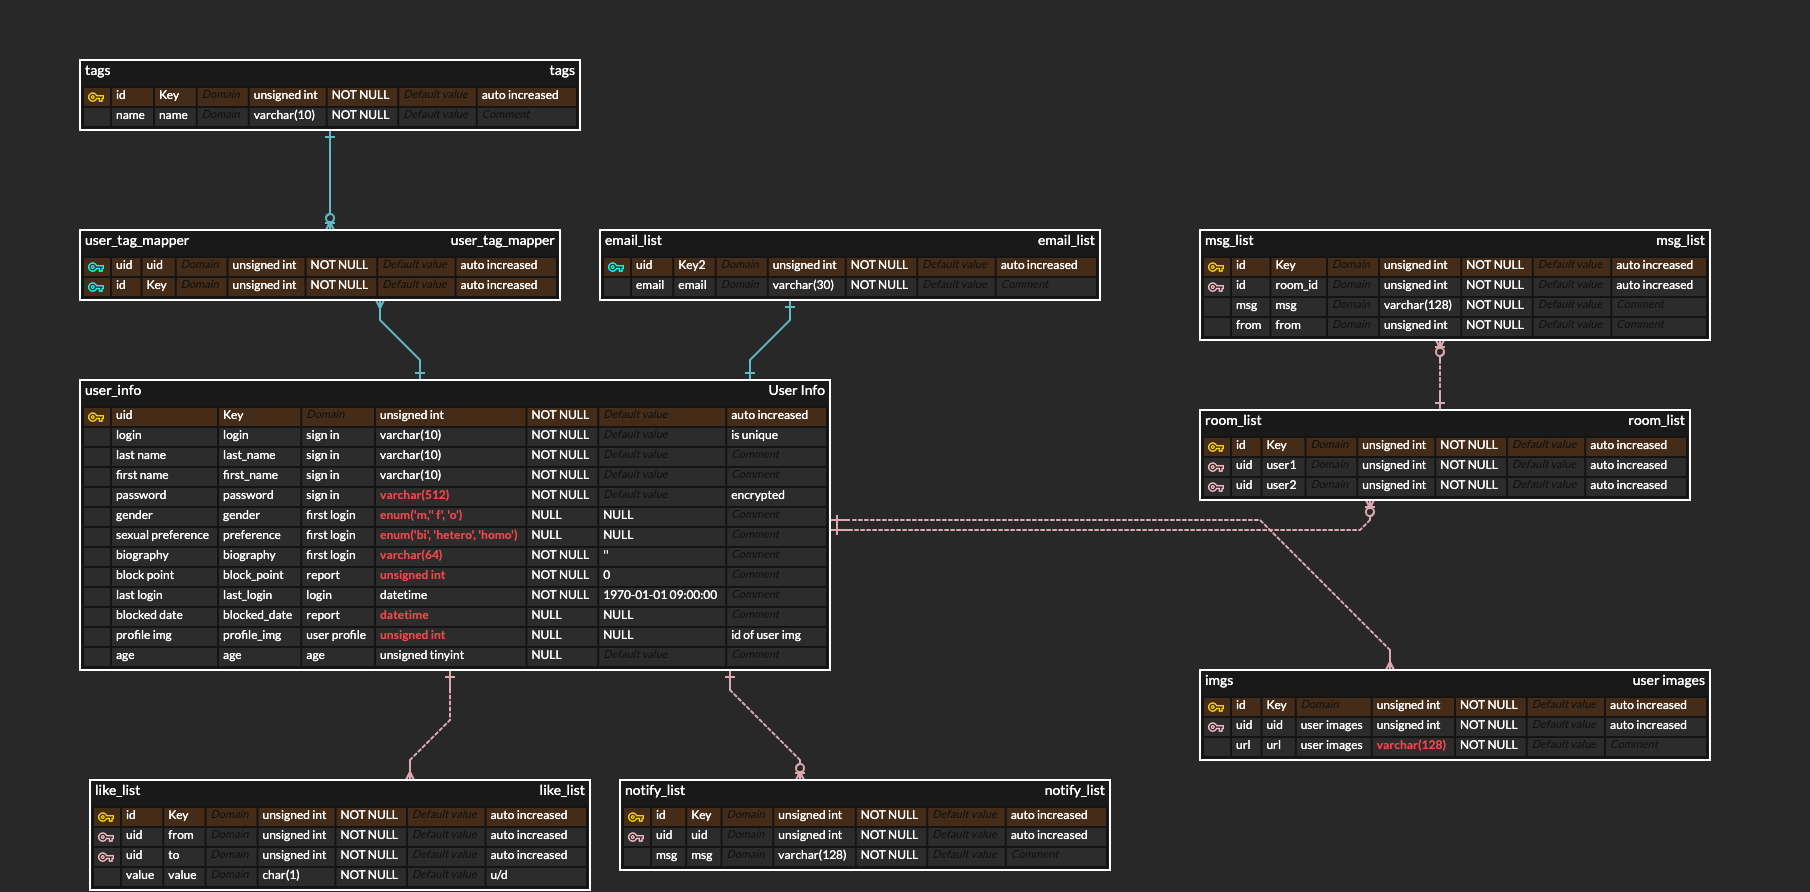 tags tags
id Key Domain unsigned int NOT NULL Default value auto increased
name name Domain varchar(10) NOT NULL Default value Comment
user_tag_mapper user_tag_mapper
uid uid Domain unsigned int NOT NULL Default value auto increased
id Key Domain unsigned int NOT NULL Default value auto increased
email_list email_list
uid Key2 Domain unsigned int NOT NULL Default value auto increased
email email Domain varchar(30) NOT NULL Default value Comment
msg_list msg_list
id Key Domain unsigned int NOT NULL Default value auto increased
id room_id Domain unsigned int NOT NULL Default value auto increased
msg msg Domain varchar(128) NOT NULL Default value Comment
from from Domain unsigned int NOT NULL Default value Comment
user_info User Info
uid Key Domain unsigned int NOT NULL Default value auto increased
login login sign in varchar(10) NOT NULL Default value is unique
last name last_name sign in varchar(10) NOT NULL Default value Comment
first name first_name sign in varchar(10) NOT NULL Default value Comment
password password sign in varchar(512) NOT NULL Default value encrypted
gender gender first login enum('m,'' f', 'o') NULL NULL Comment
sexual preference preference first login enum('bi', 'hetero', 'homo') NULL NULL Comment
biography biography first login varchar(64) NOT NULL '' Comment
block point block_point report unsigned int NOT NULL 0 Comment
last login last_login login datetime NOT NULL 1970-01-01 09:00:00 Comment
blocked date blocked_date report datetime NULL NULL Comment
profile img profile_img user profile unsigned int NULL NULL id of user img
age age age unsigned tinyint NULL Default value Comment
room_list room_list
id Key Domain unsigned int NOT NULL Default value auto increased
uid user1 Domain unsigned int NOT NULL Default value auto increased
uid user2 Domain unsigned int NOT NULL Default value auto increased
imgs user images
id Key Domain unsigned int NOT NULL Default value auto increased
uid uid user images unsigned int NOT NULL Default value auto increased
url url user images varchar(128) NOT NULL Default value Comment
like_list like_list
id Key Domain unsigned int NOT NULL Default value auto increased
uid from Domain unsigned int NOT NULL Default value auto increased
uid to Domain unsigned int NOT NULL Default value auto increased
value value Domain char(1) NOT NULL Default value u/d
notify_list notify_list
id Key Domain unsigned int NOT NULL Default value auto increased
uid uid Domain unsigned int NOT NULL Default value auto increased
msg msg Domain varchar(128) NOT NULL Default value Comment